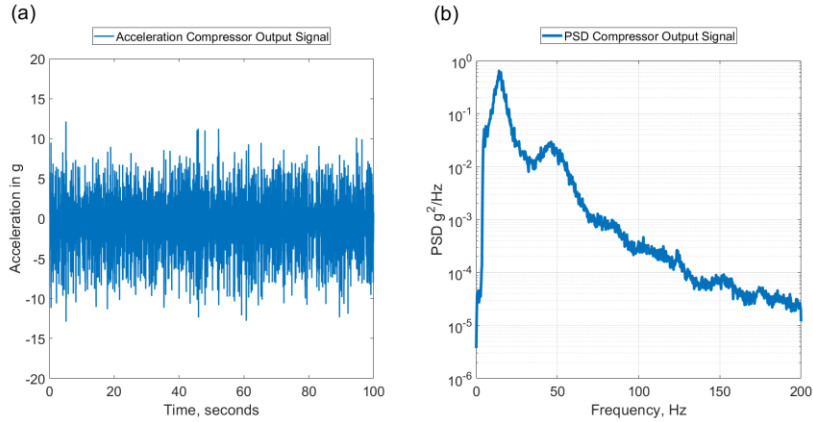 (a)
Acceleration Compressor Output Signal
20
15
10
5
0
-5
-10
-15
-20
Acceleration in g
0 20 40 60 80 100
Time, seconds
(b)
PSD Compressor Output Signal
10^0
10^-1
10^-2
10^-3
10^-4
10^-5
10^-6
PSD g²/Hz
0 50 100 150 200
Frequency, Hz